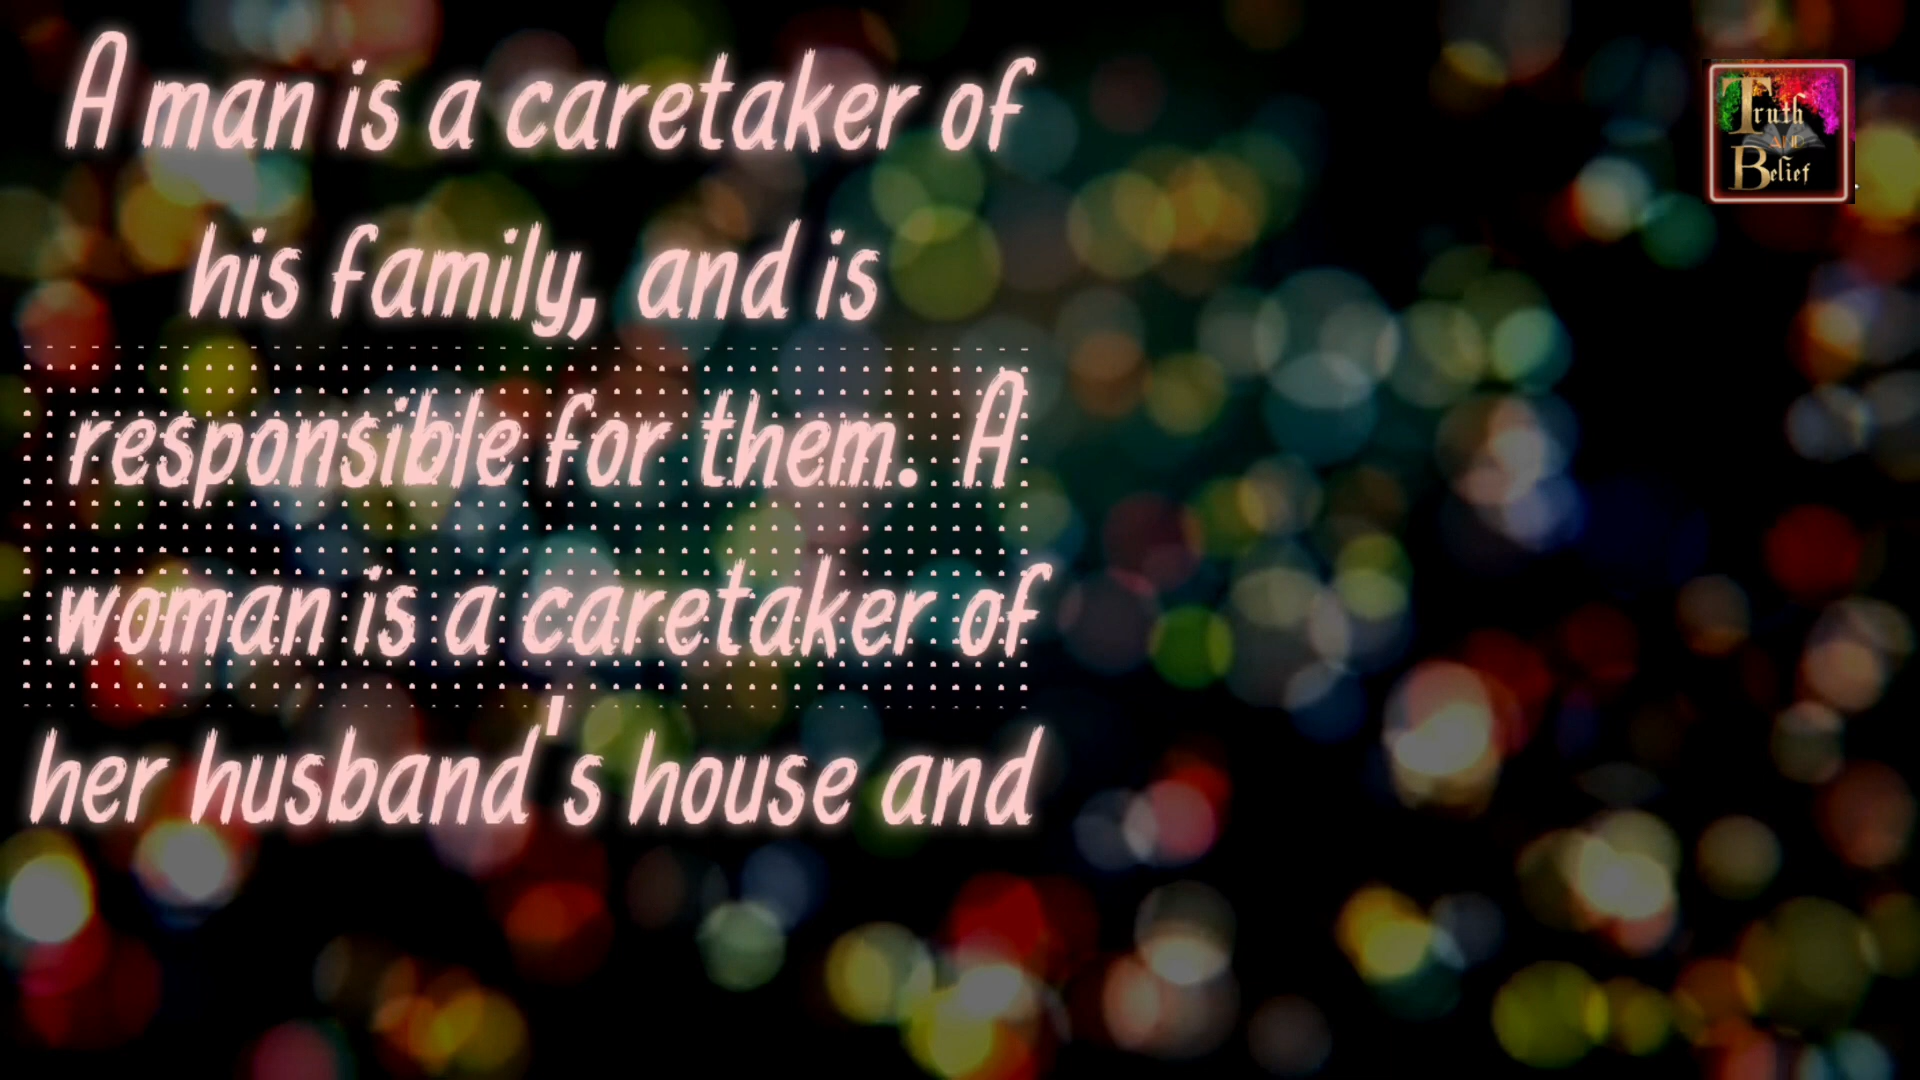 A man is a caretaker of
his family, and is
responsible for them. A
woman is a caretaker of
her husband's house and
Truth
AND
Belief